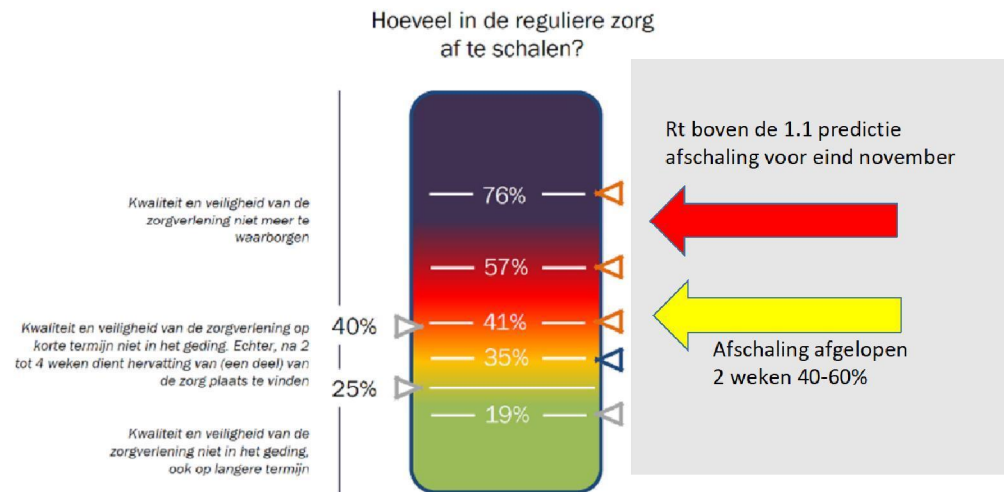 Hoeveel in de reguliere zorg
af te schalen?
Kwaliteit en veiligheid van de
zorgverlening niet meer te
waarborgen
Kwaliteit en veiligheid van de zorgverlening op
korte termijn niet in het geding. Echter, na 2
tot 4 weken dient hervatting van (een deel) van
de zorg plaats te vinden
Kwaliteit en veiligheid van de
zorgverlening niet in het geding,
ook op langere termijn
40%
25%
76%
57%
41%
35%
19%
Rt boven de 1.1 predictie
afschaling voor eind november
Afschaling afgelopen
2 weken 40-60%